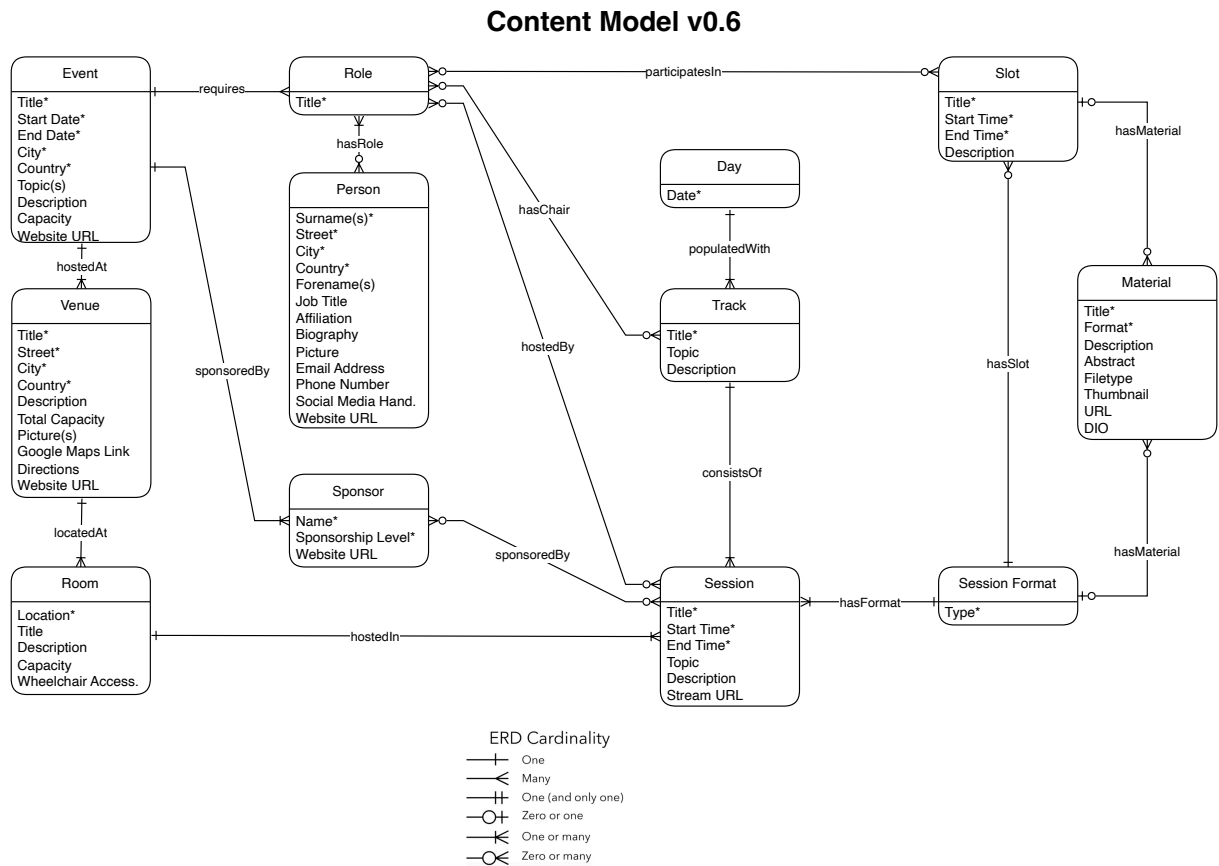 Content Model v0.6
Event
Title*
Start Date*
End Date*
City*
Country*
Topic(s)
Description
Capacity
Website URL
requires
Role
Title*
participatesIn
Slot
Title*
Start Time*
End Time*
Description
hasMaterial
hasRole
Person
Surname(s)*
Street*
City*
Country*
Forename(s)
Job Title
Affiliation
Biography
Picture
Email Address
Phone Number
Social Media Hand.
Website URL
hasChair
Day
Date*
populatedWith
Track
Title*
Topic
Description
hostedAt
Venue
Title*
Street*
City*
Country*
Description
Total Capacity
Picture(s)
Google Maps Link
Directions
Website URL
sponsoredBy
hostedBy
hasSlot
Material
Title*
Format*
Description
Abstract
Filetype
Thumbnail
URL
DIO
consistsOf
locatedAt
Sponsor
Name*
Sponsorship Level*
Website URL
sponsoredBy
hasMaterial
Room
Location*
Title
Description
Capacity
Wheelchair Access.
hostedIn
Session
Title*
Start Time*
End Time*
Topic
Description
Stream URL
hasFormat
Session Format
Type*
ERD Cardinality
One
Many
One (and only one)
Zero or one
One or many
Zero or many